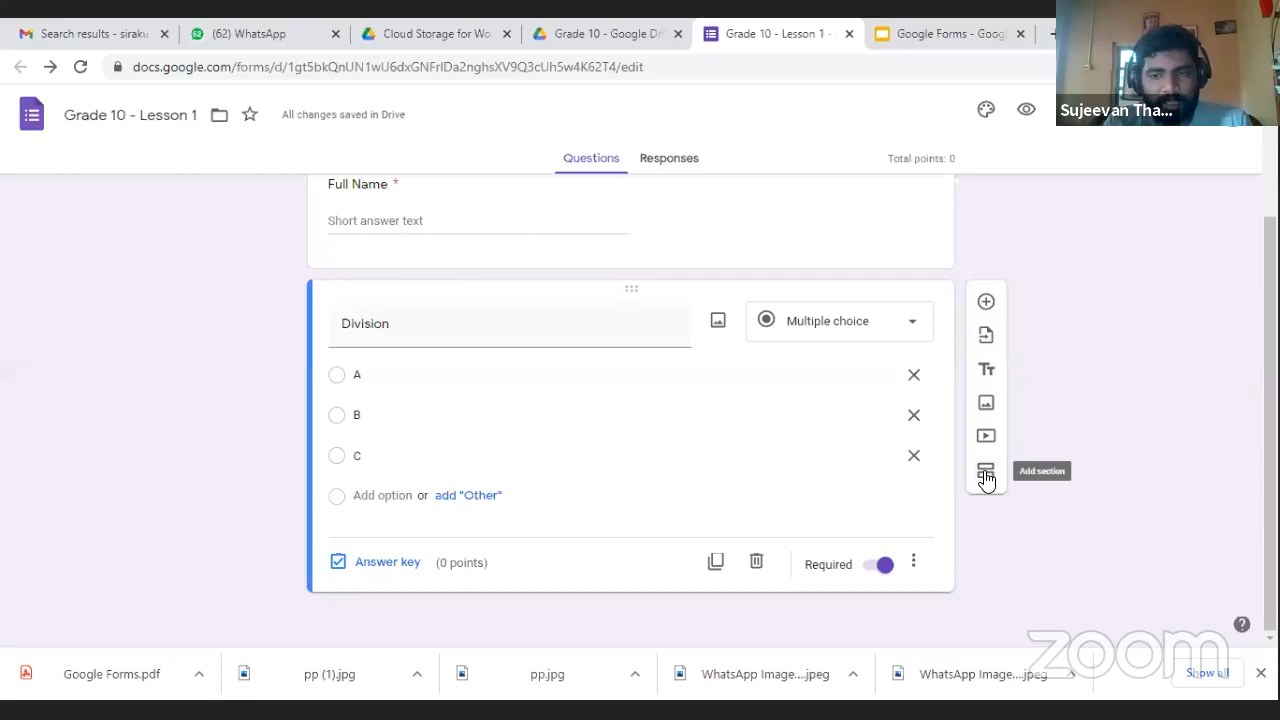 Search results - siraku
(62) WhatsApp
Cloud Storage for Wo
Grade 10 - Google Dri
Grade 10 - Lesson 1 -
Google Forms - Goog
docs.google.com/forms/d/1gt5bkQnUN1wU6dxGNFrIDa2nghsXV9Q3cUh5w4K62T4/edit
Grade 10 - Lesson 1
All changes saved in Drive
Sujeevan Tha...
Questions
Responses
Total points: 0
Full Name *
Short answer text
Division
Multiple choice
A
B
C
Add section
Add option or add "Other"
Answer key (0 points)
Required
zoom
Google Forms.pdf
pp (1).jpg
pp.jpg
WhatsApp Image....jpeg
WhatsApp Image....jpeg
Show all